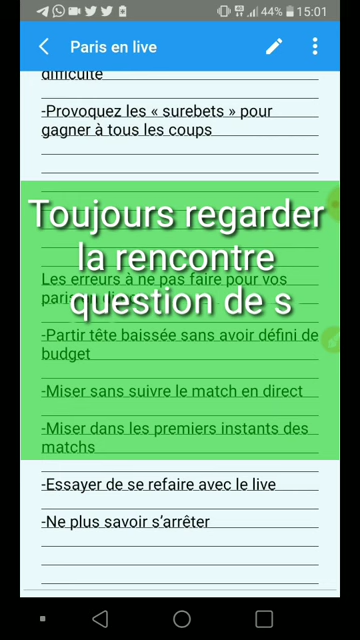 44% 15:01
Paris en live
difficulté
-Provoquez les « surebets » pour
gagner à tous les coups
Toujours regarder
la rencontre
question de s
Les erreurs à ne pas faire pour vos
-Partir tête baissée sans avoir défini de
budget
-Miser sans suivre le match en direct
-Miser dans les premiers instants des
matchs
-Essayer de se refaire avec le live
-Ne plus savoir s’arrêter